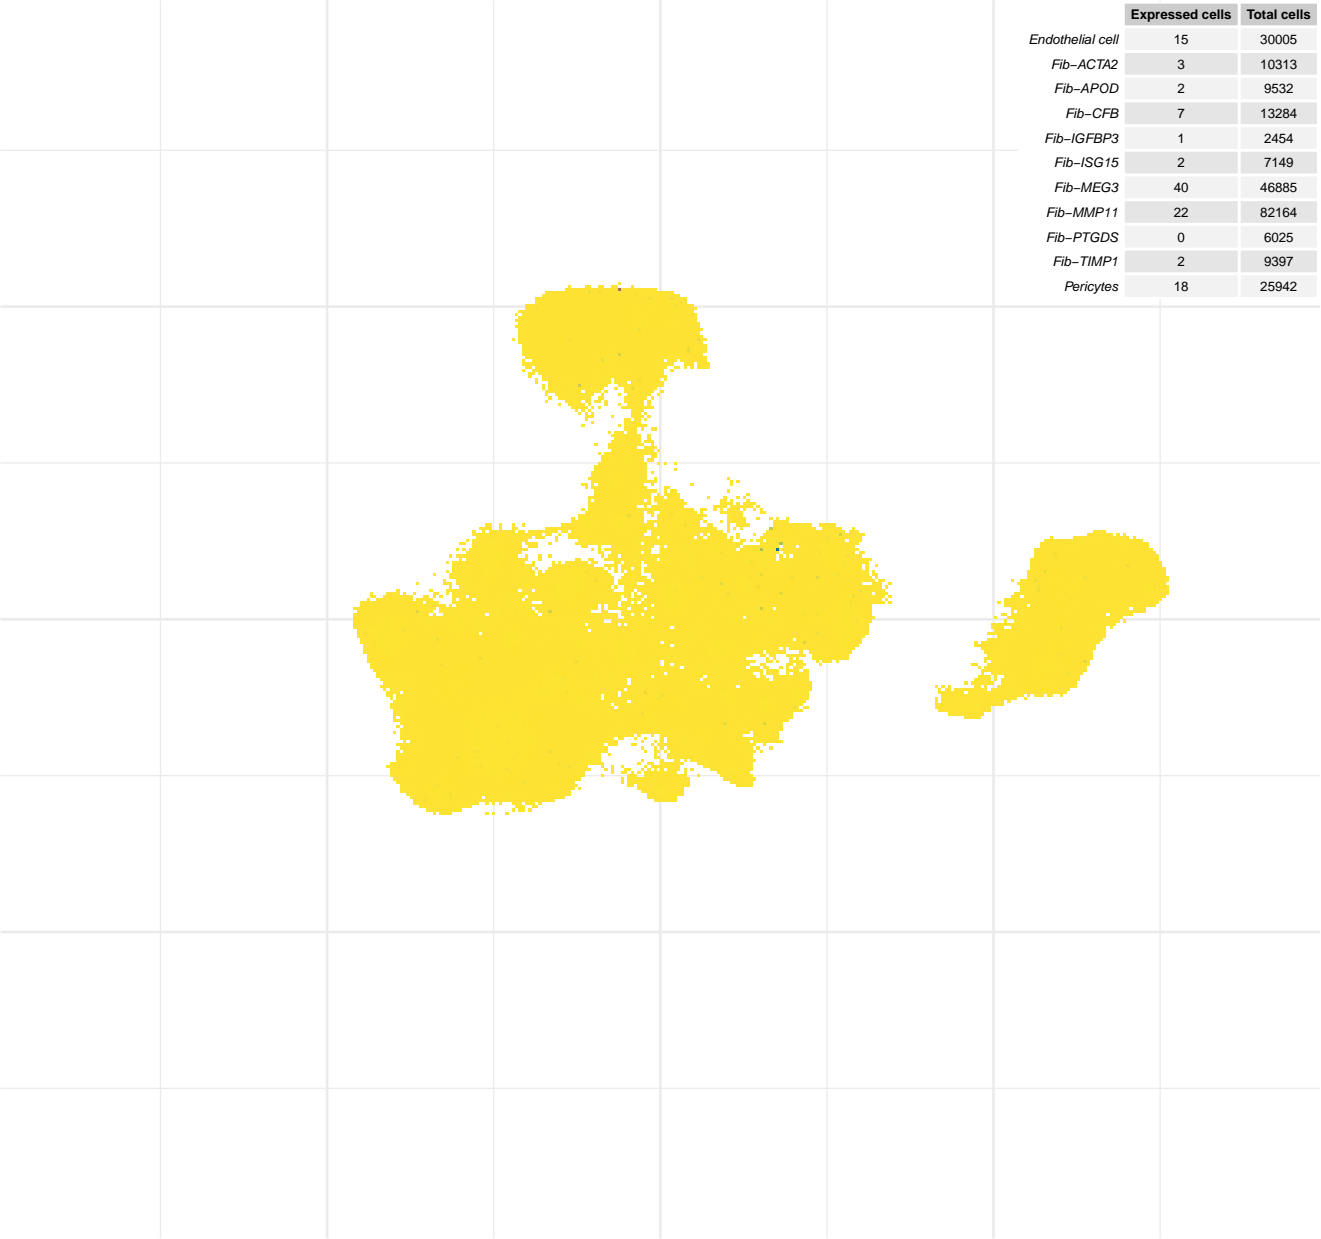 Expressed cells Total cells
Endothelial cell 15 30005
Fib−ACTA2 3 10313
Fib−APOD 2 9532
Fib−CFB 7 13284
Fib−IGFBP3 1 2454
Fib−ISG15 2 7149
Fib−MEG3 40 46885
Fib−MMP11 22 82164
Fib−PTGDS 0 6025
Fib−TIMP1 2 9397
Pericytes 18 25942